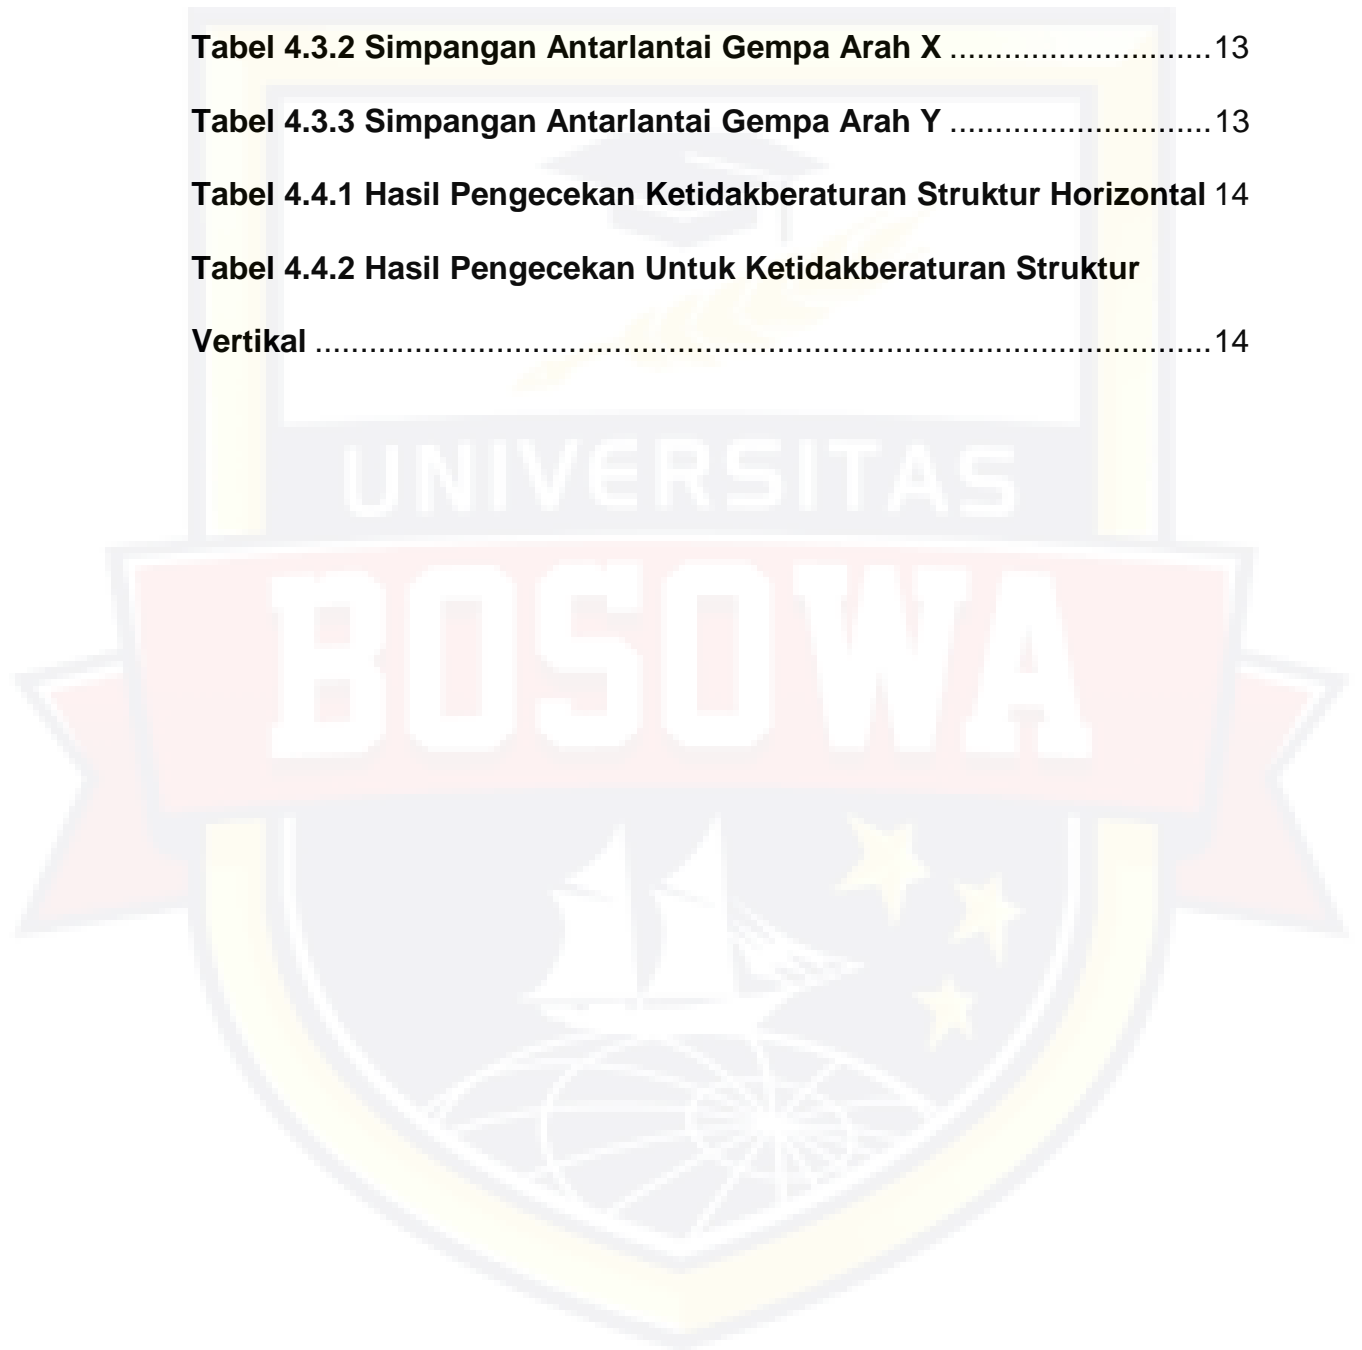 Tabel 4.3.2 Simpangan Antarlantai Gempa Arah X .............................13
Tabel 4.3.3 Simpangan Antarlantai Gempa Arah Y .............................13
Tabel 4.4.1 Hasil Pengecekan Ketidakberaturan Struktur Horizontal 14
Tabel 4.4.2 Hasil Pengecekan Untuk Ketidakberaturan Struktur
Vertikal ....................................................................................................14
UNIVERSITAS
BOSOWA